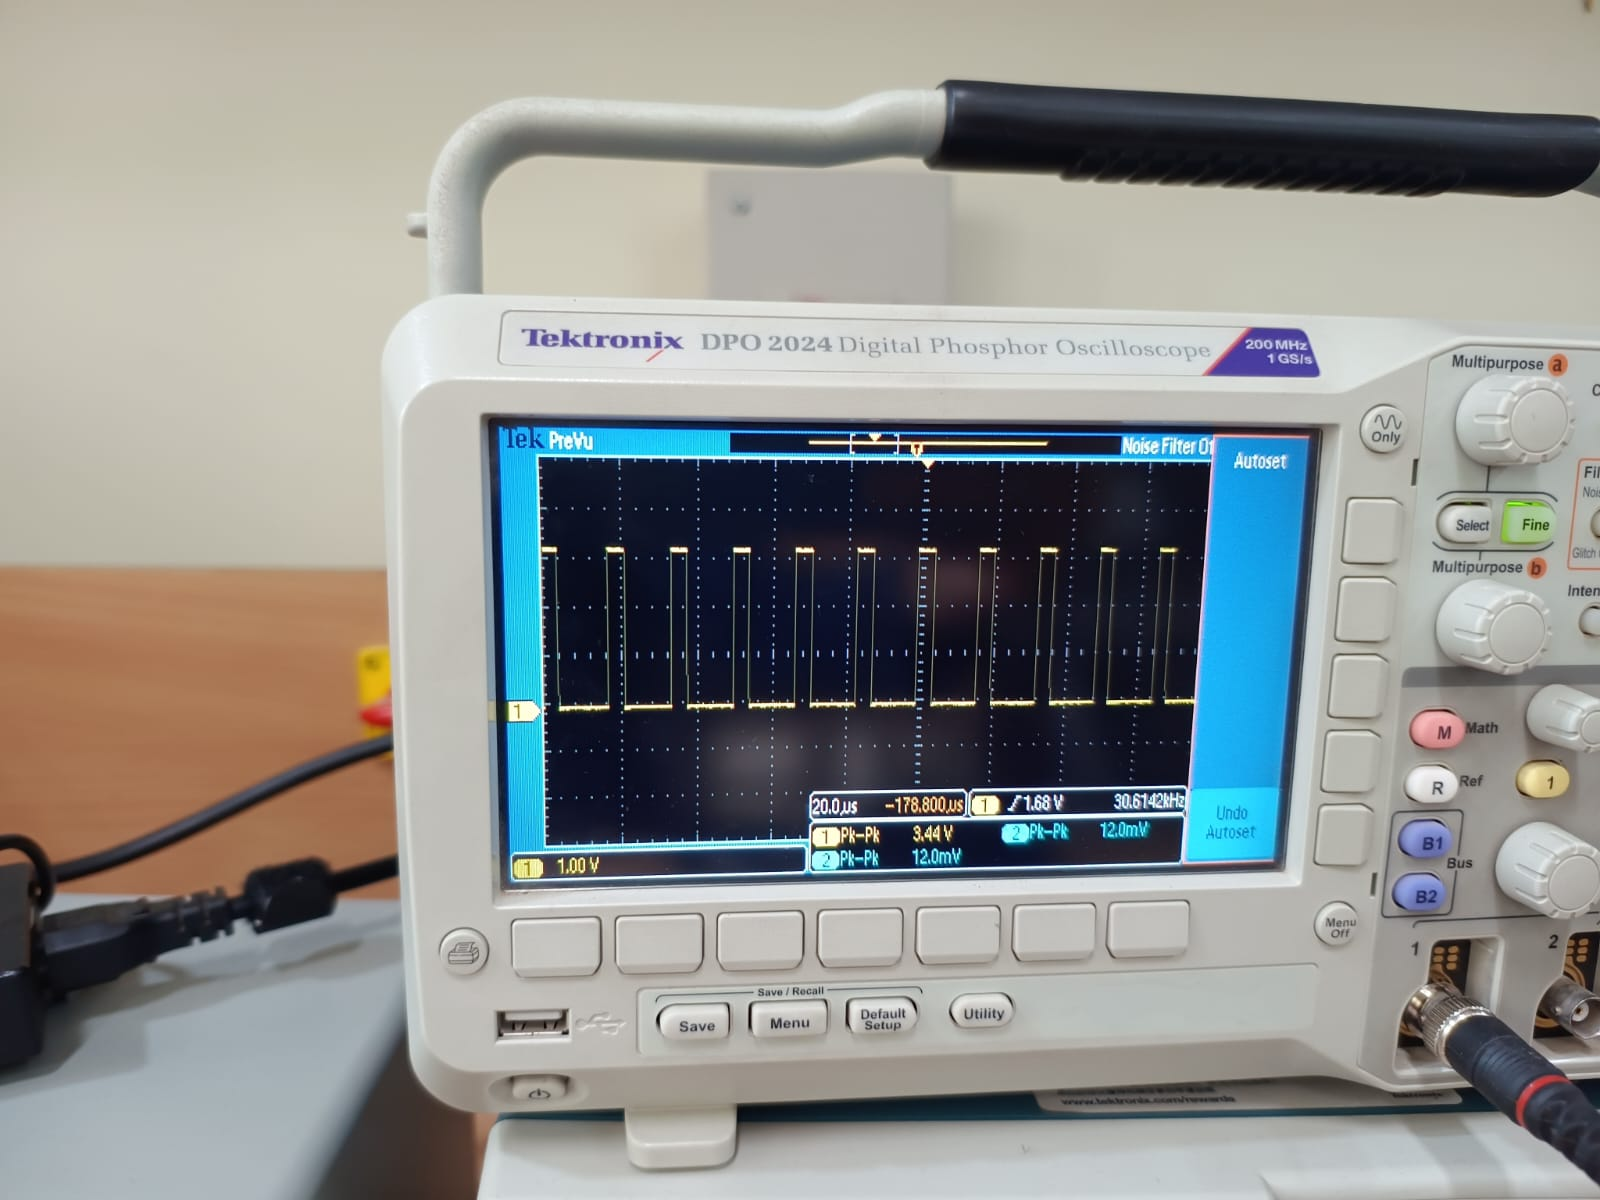 Tektronix DPO 2024 Digital Phosphor Oscilloscope
200 MHz
1 GS/s
Tek PreVu
Noise Filter
Autoset
1
20.0µs -178.800µs
1 1.68 V 30.6142kHz
1 Pk-Pk 3.44 V 2 Pk-Pk 12.0mV
2 Pk-Pk 12.0mV
1.00 V
Undo
Autoset
Only
Multipurpose a
Select
Fine
Multipurpose b
M Math
R Ref
1
B1
Bus
B2
Menu
Off
1
2
Save / Recall
Save
Menu
Default
Setup
Utility
www.tektronix.com/rewards